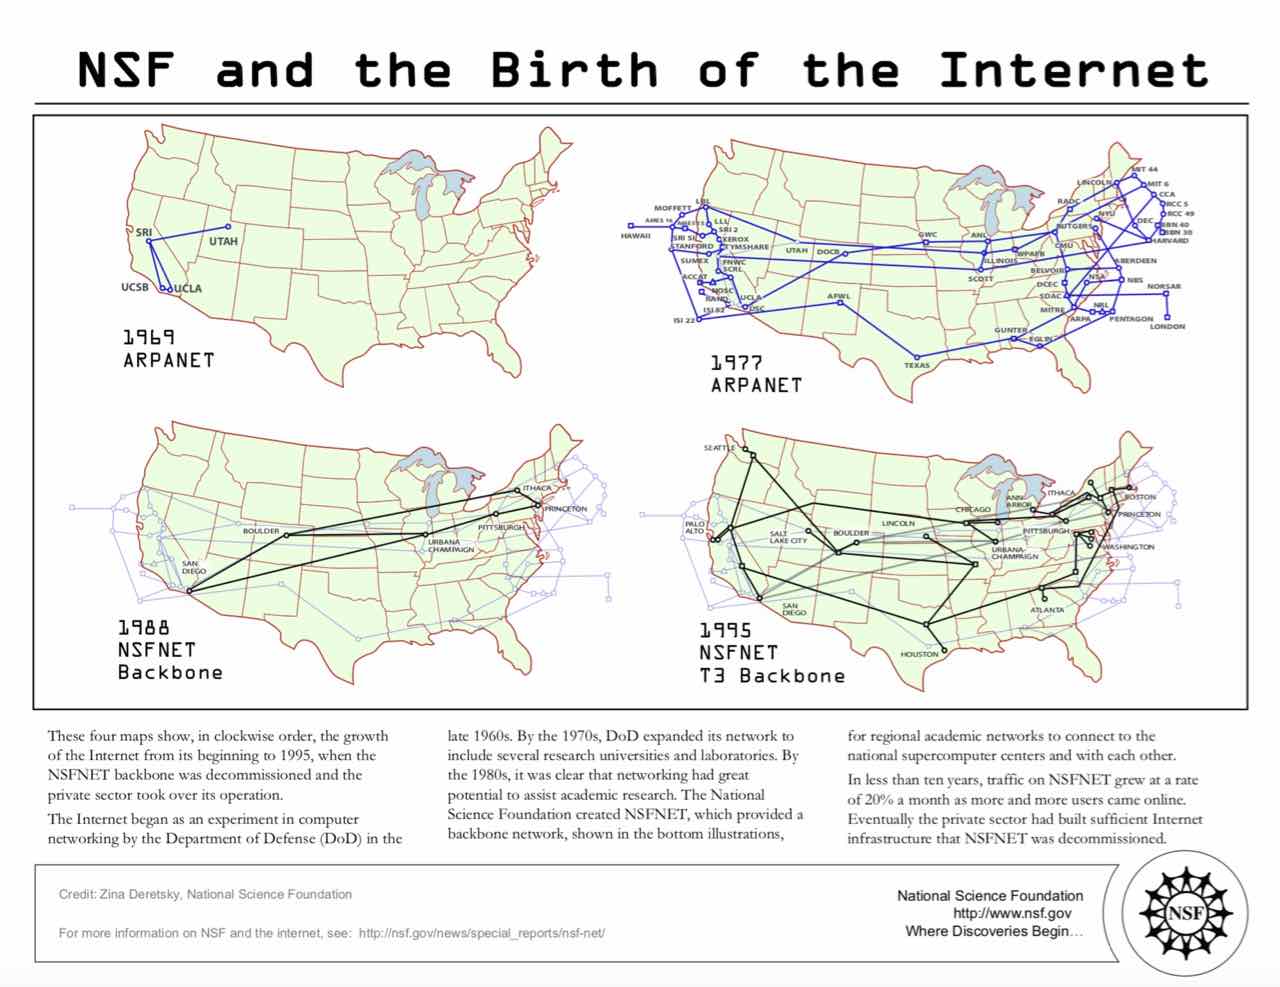 NSF and the Birth of the Internet
SRI
UTAH
UCSB
UCLA
1969
ARPANET
MIT 44
LINCOLN
MIT 6
CCA
RCC 5
RCC 49
RADC
NYU
DEC
RUTGERS
HARVARD
LBL
MOFFETT
AMES 16
HAWAII
LLL
SRI 2
XEROX
TYMSHARE
SRI 51
STANFORD
SUMEX
FNWC
SCRL
ACCAT
NOSC
RAND
UCLA
USC
ISI 52
ISI 22
UTAH
DOCB
GWC
ANL
ILLINOIS
WPAFB
CMU
SCOTT
BELVOIR
ABERDEEN
DCEC
NSA
NBS
NORSAR
SDAC
MITRE
NRL
ARPA
PENTAGON
LONDON
AFWL
GUNTER
EGLIN
TEXAS
1977
ARPANET
ITHACA
PRINCETON
PITTSBURGH
BOULDER
URBANA
CHAMPAIGN
SAN
DIEGO
1988
NSFNET
Backbone
SEATTLE
PALO
ALTO
SALT
LAKE CITY
BOULDER
LINCOLN
CHICAGO
ANN
ARBOR
ITHACA
BOSTON
PRINCETON
PITTSBURGH
URBANA
CHAMPAIGN
WASHINGTON
SAN
DIEGO
ATLANTA
HOUSTON
1995
NSFNET
T3 Backbone
These four maps show, in clockwise order, the growth
of the Internet from its beginning to 1995, when the
NSFNET backbone was decommissioned and the
private sector took over its operation.
The Internet began as an experiment in computer
networking by the Department of Defense (DoD) in the
late 1960s. By the 1970s, DoD expanded its network to
include several research universities and laboratories. By
the 1980s, it was clear that networking had great
potential to assist academic research. The National
Science Foundation created NSFNET, which provided a
backbone network, shown in the bottom illustrations,
for regional academic networks to connect to the
national supercomputer centers and with each other.
In less than ten years, traffic on NSFNET grew at a rate
of 20% a month as more and more users came online.
Eventually the private sector had built sufficient Internet
infrastructure that NSFNET was decommissioned.
Credit: Zina Deretsky, National Science Foundation
For more information on NSF and the internet, see: http://nsf.gov/news/special_reports/nsf-net/
National Science Foundation
http://www.nsf.gov
Where Discoveries Begin…
NSF